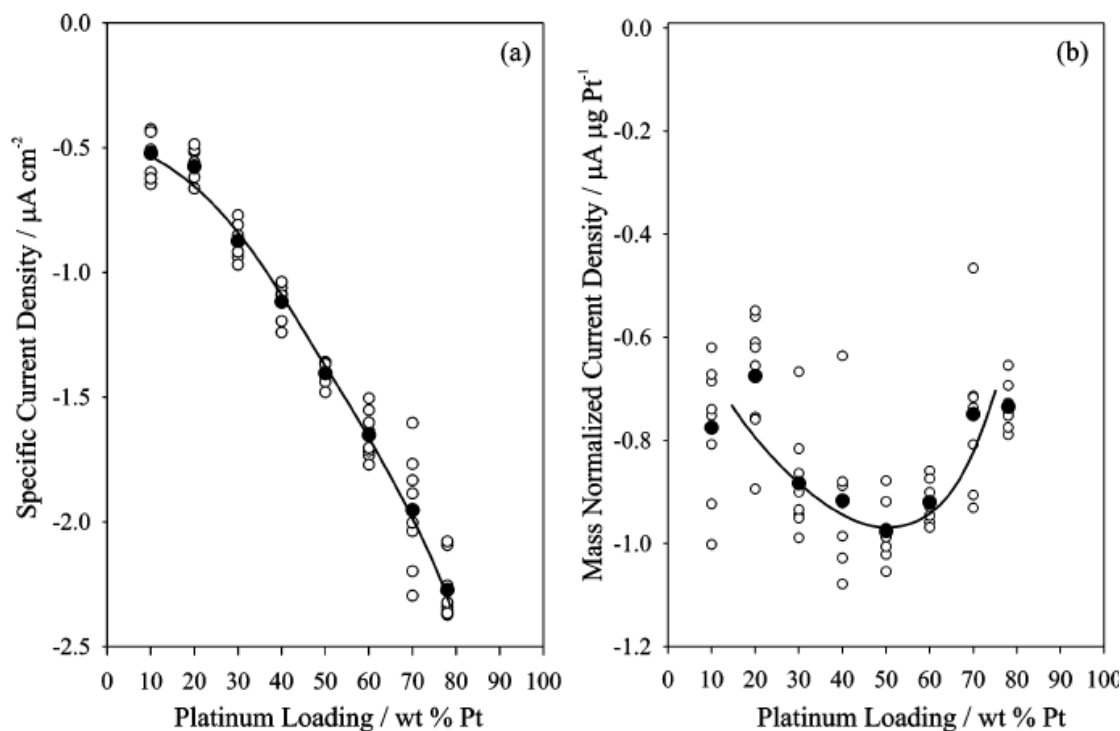 (a)
0.0
-0.5
-1.0
-1.5
-2.0
-2.5
Specific Current Density / µA cm⁻²
0 10 20 30 40 50 60 70 80 90 100
Platinum Loading / wt % Pt
(b)
-0.0
-0.2
-0.4
-0.6
-0.8
-1.0
-1.2
Mass Normalized Current Density / µA µg Pt⁻¹
0 10 20 30 40 50 60 70 80 90 100
Platinum Loading / wt % Pt